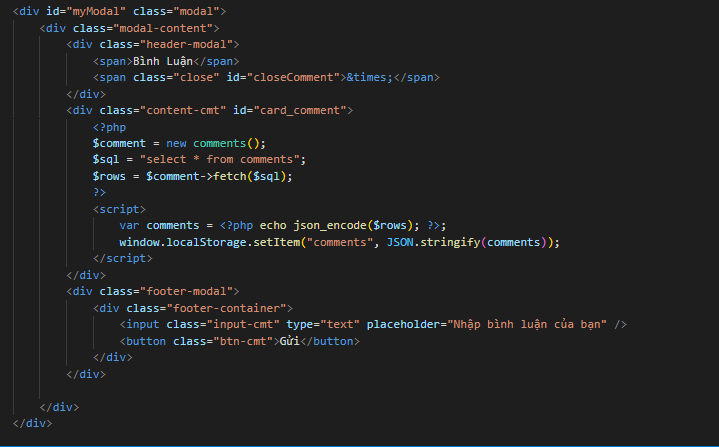 <div id="myModal" class="modal">
<div class="modal-content">
<div class="header-modal">
<span>Bình Luận</span>
<span class="close" id="closeComment">&times;</span>
</div>
<div class="content-cmt" id="card_comment">
<?php
$comment = new comments();
$sql = "select * from comments";
$rows = $comment->fetch($sql);
?>
<script>
var comments = <?php echo json_encode($rows); ?>;
window.localStorage.setItem("comments", JSON.stringify(comments));
</script>
</div>
<div class="footer-modal">
<div class="footer-container">
<input class="input-cmt" type="text" placeholder="Nhập bình luận của bạn" />
<button class="btn-cmt">Gửi</button>
</div>
</div>
</div>
</div>